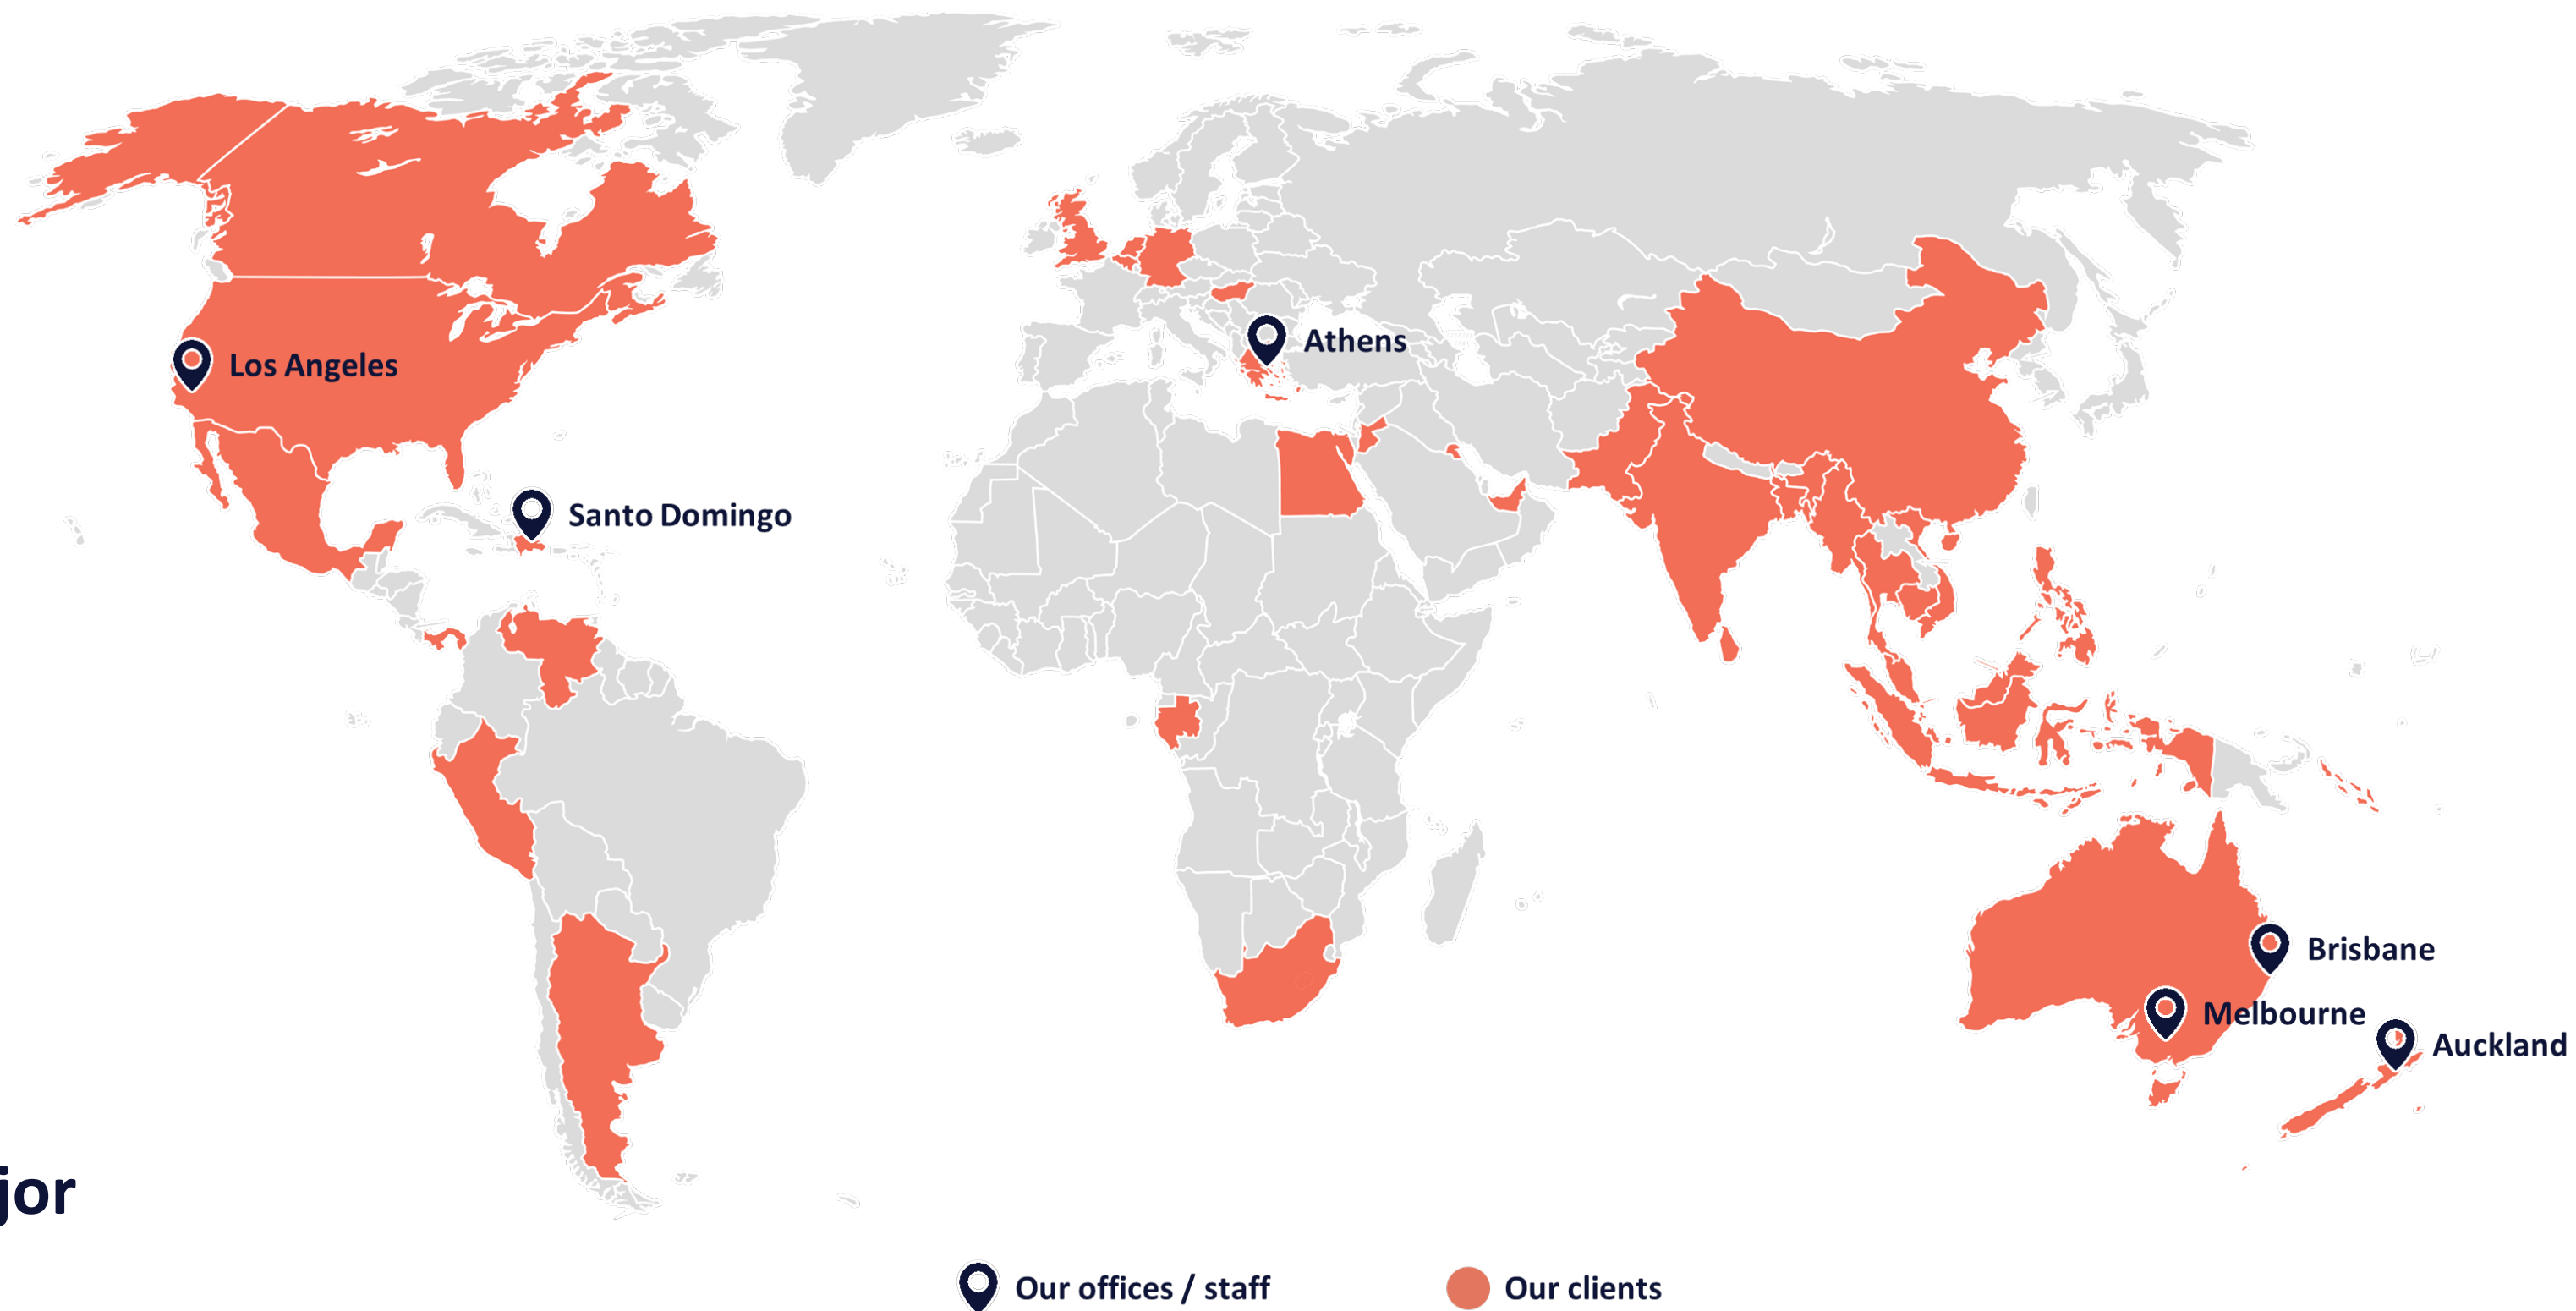 Athens
Los Angeles
Santo Domingo
Brisbane
Melbourne
Auckland
jor
Our offices / staff
Our clients